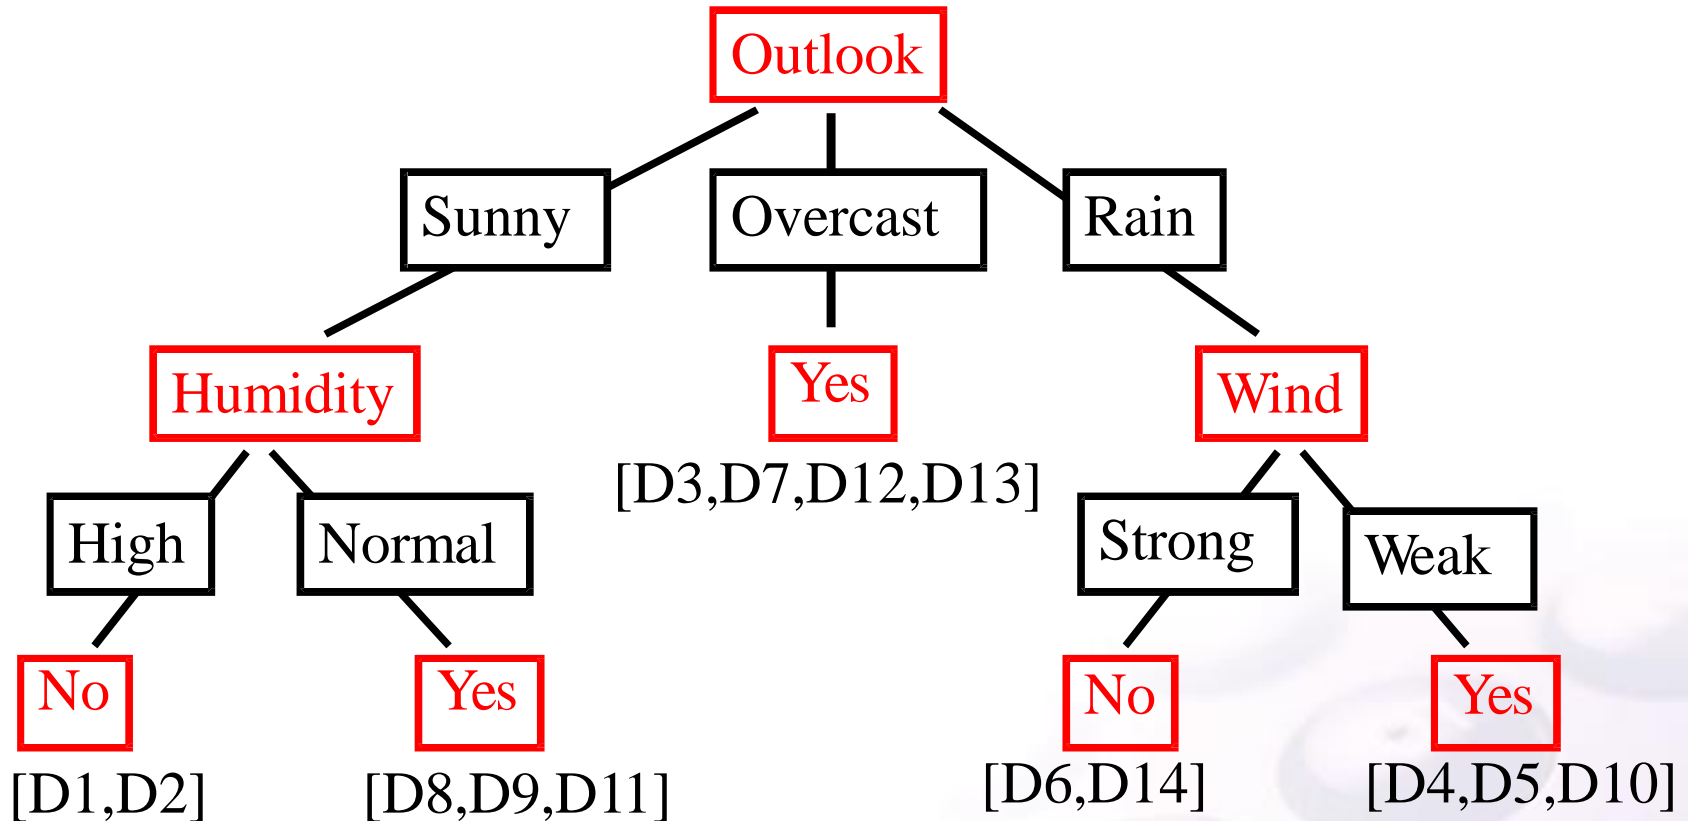 Outlook
Sunny
Overcast
Rain
Humidity
Yes
Wind
[D3,D7,D12,D13]
High
Normal
Strong
Weak
No
Yes
No
Yes
[D1,D2]
[D8,D9,D11]
[D6,D14]
[D4,D5,D10]